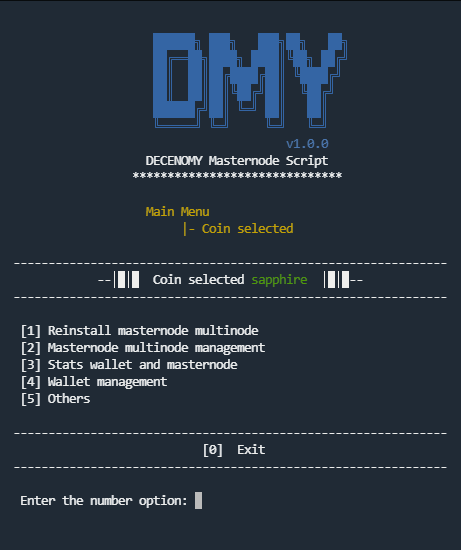 DMY
v1.0.0
DECENOMY Masternode Script
******************************
Main Menu
|- Coin selected
--------------------------------------------------------------
--|█|█ Coin selected sapphire |█|█--
--------------------------------------------------------------
[1] Reinstall masternode multinode
[2] Masternode multinode management
[3] Stats wallet and masternode
[4] Wallet management
[5] Others
--------------------------------------------------------------
[0] Exit
--------------------------------------------------------------
Enter the number option: